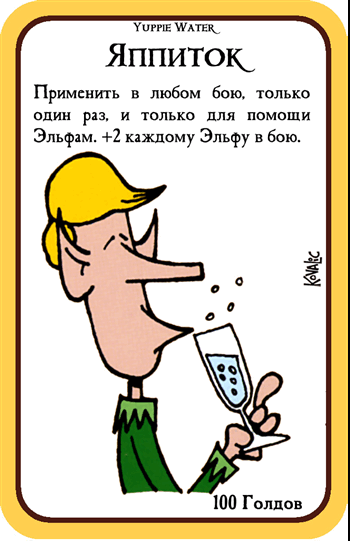 Yuppie Water
Яппиток
Применить в любом бою, только
один раз, и только для помощи
Эльфам. +2 каждому Эльфу в бою.
Kovalic
100 Голдов